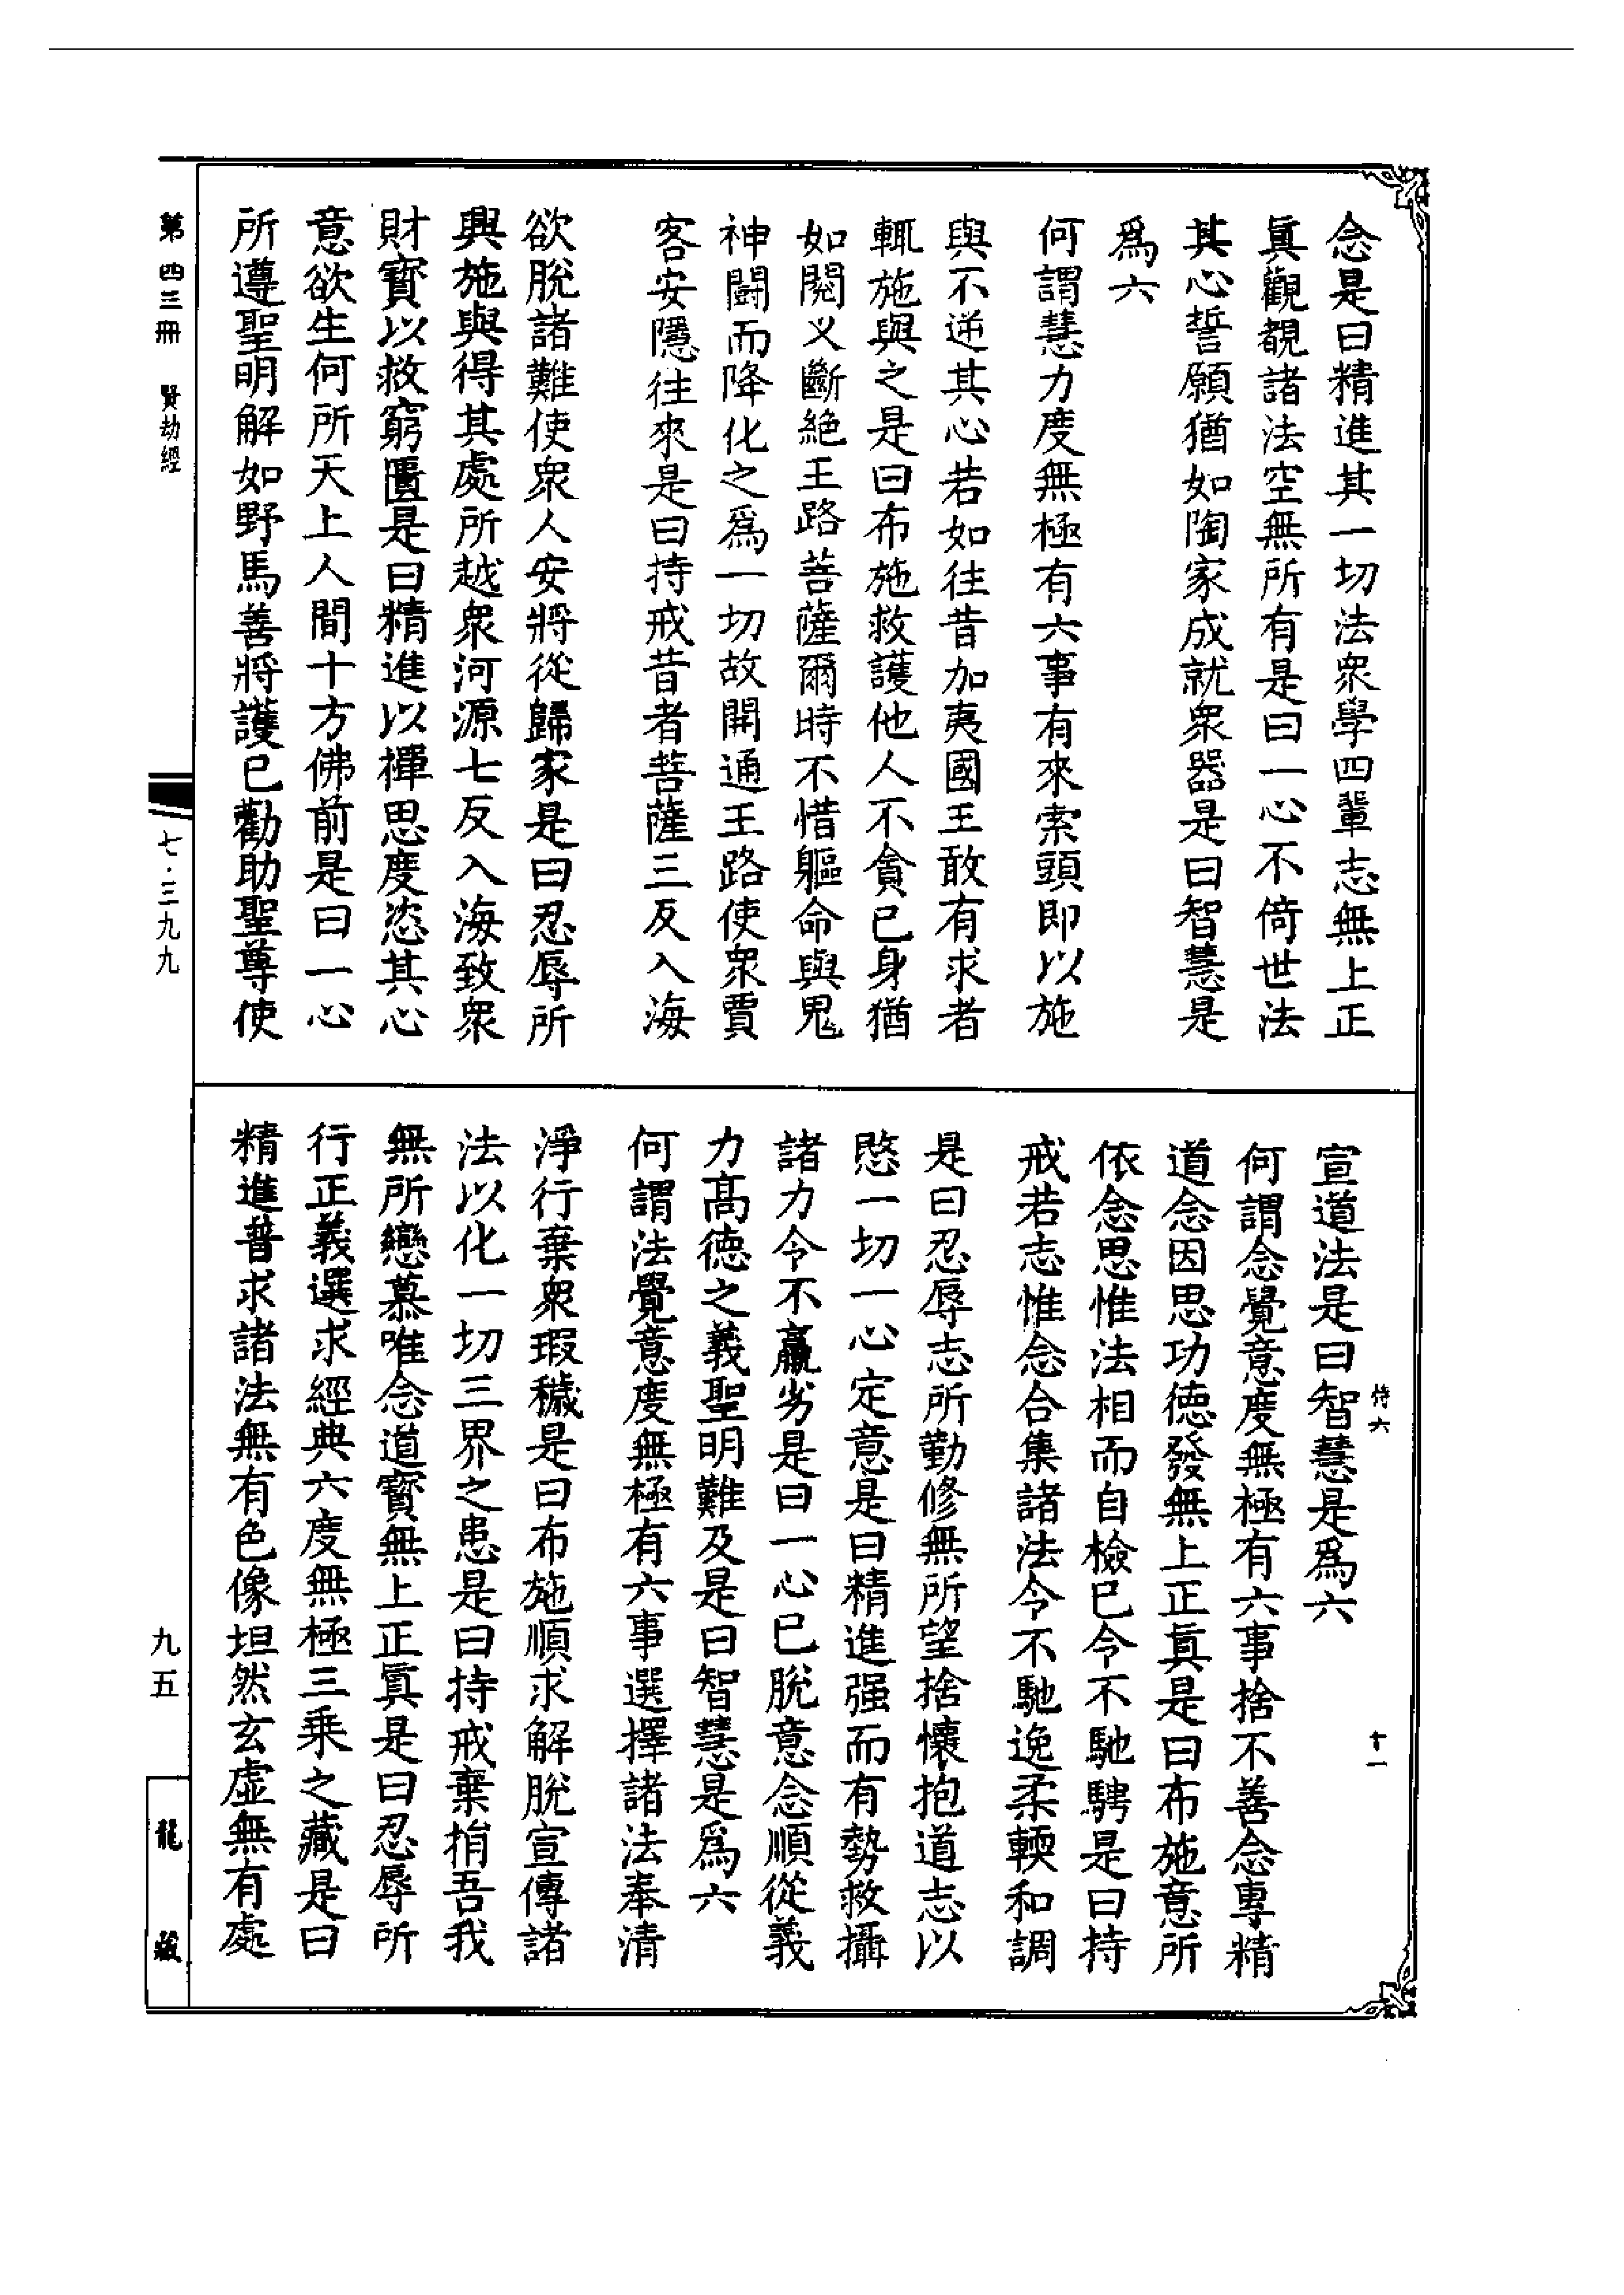 念是曰精進其一切法衆學四輩志無上正
眞觀覩諸法空無所有是曰一心不倚世法
其心誓願猶如陶家成就衆器是曰智慧是
爲六
何謂慧力度無極有六事有來索頭即以施
與不逆其心若如往昔加夷國王敢有求者
輒施與之是曰布施救護他人不貪已身猶
如閱叉斷絕王路菩薩爾時不惜軀命與鬼
神鬭而降化之爲一切故開通王路使衆賈
客安隱往來是曰持戒昔者菩薩三反入海
欲脫諸難使衆人安將從歸家是曰忍辱所
興施與得其處所越衆河源七反入海致衆
財寳以救窮匱是曰精進以禪思度恣其心
意欲生何所天上人間十方佛前是曰一心
所遵聖明解如野馬善將護已勸助聖尊使
宣道法是曰智慧是爲六
何謂念覺意度無極有六事捨不善念專精
道念因思功德發無上正眞是曰布施意所
依念思惟法相而自檢已令不馳騁是曰持
戒若志惟念合集諸法令不馳逸柔輭和調
是曰忍辱志所勤修無所望捨懷抱道志以
愍一切一心定意是曰精進强而有勢救攝
諸力令不羸劣是曰一心已脫意念順從義
力高德之義聖明難及是曰智慧是爲六
何謂法覺意度無極有六事選擇諸法奉清
淨行棄衆瑕穢是曰布施順求解脫宣傳諸
法以化一切三界之患是曰持戒棄捐吾我
無所戀慕唯念道寳無上正眞是曰忍辱所
行正義選求經典六度無極三乘之藏是曰
精進普求諸法無有色像坦然玄虛無有處
侍六
十一
第四三冊 賢劫經
七·三九九
九五
龍藏